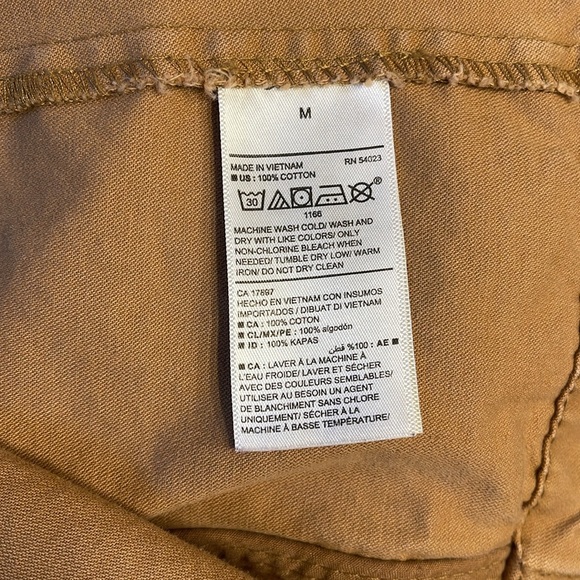 M
MADE IN VIETNAM RN 54023
US : 100% COTTON
30 ®
1166
MACHINE WASH COLD/ WASH AND
DRY WITH LIKE COLORS/ ONLY
NON-CHLORINE BLEACH WHEN
NEEDED/ TUMBLE DRY LOW/ WARM
IRON/ DO NOT DRY CLEAN
CA 17897
HECHO EN VIETNAM CON INSUMOS
IMPORTADOS / DIBUAT DI VIETNAM
CA : 100% COTON
CL/MX/PE : 100% algodón
ID : 100% KAPAS
AE : 100% قطن
CA : LAVER À LA MACHINE À
L'EAU FROIDE/ LAVER ET SÉCHER
AVEC DES COULEURS SEMBLABLES/
UTILISER AU BESOIN UN AGENT
DE BLANCHIMENT SANS CHLORE
UNIQUEMENT/ SÉCHER À LA
MACHINE À BASSE TEMPÉRATURE/